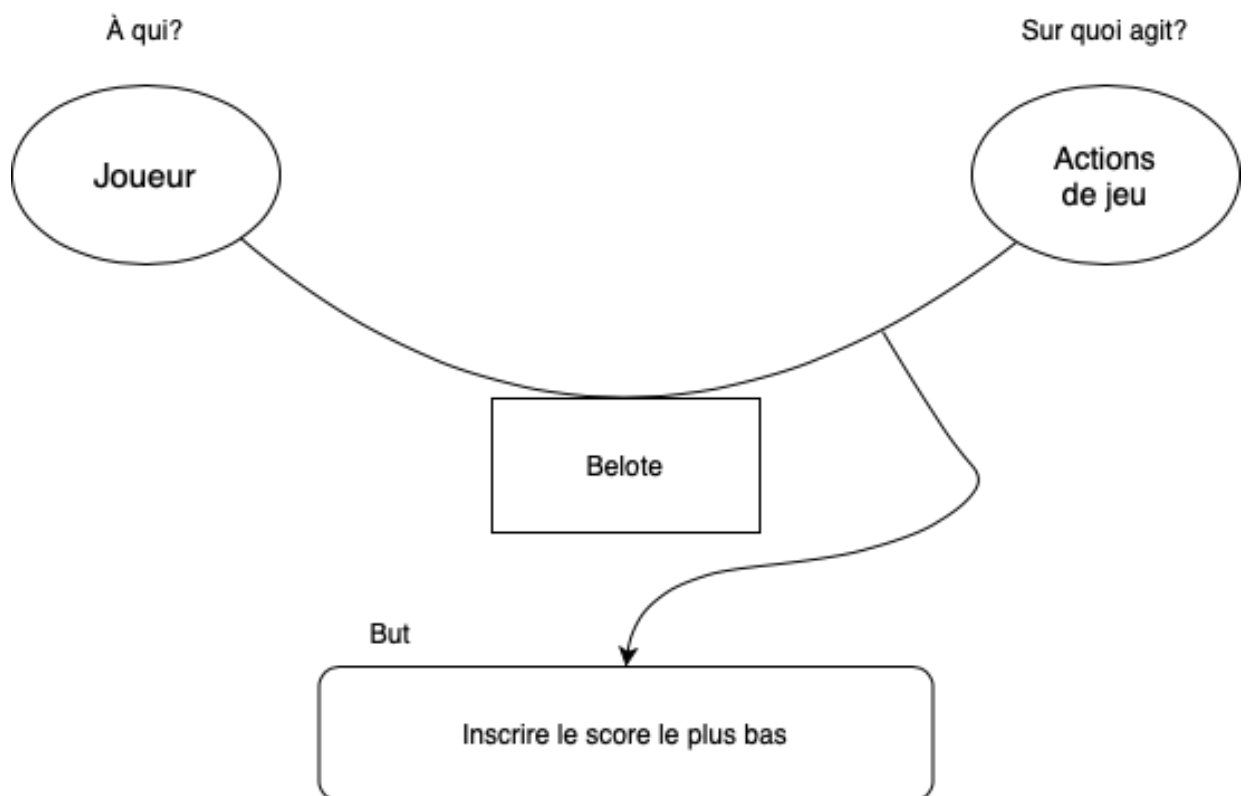 À qui?
Sur quoi agit?
Joueur
Actions
de jeu
Belote
But
Inscrire le score le plus bas